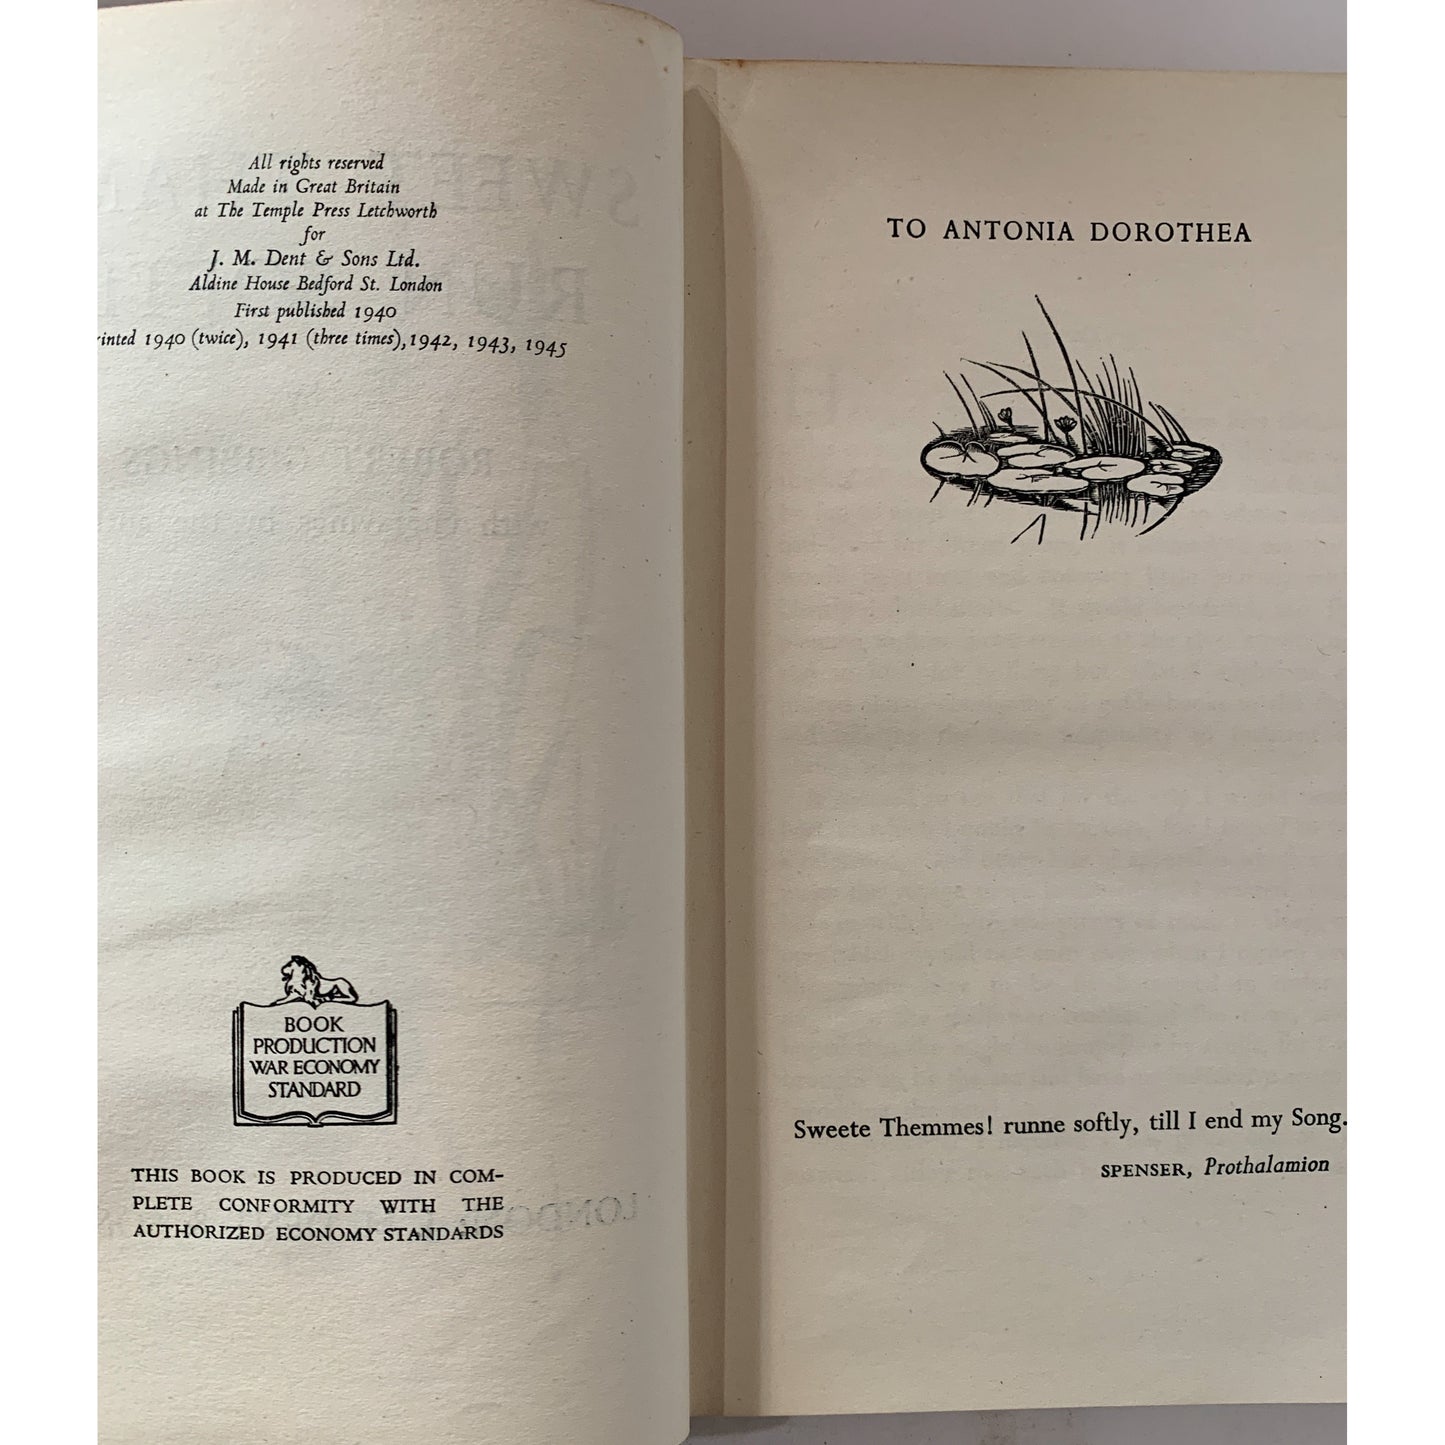 All rights reserved
Made in Great Britain
at The Temple Press Letchworth
for
J. M. Dent & Sons Ltd.
Aldine House Bedford St. London
First published 1940
rinted 1940 (twice), 1941 (three times), 1942, 1943, 1945
BOOK
PRODUCTION
WAR ECONOMY
STANDARD
THIS BOOK IS PRODUCED IN COM-
PLETE CONFORMITY WITH THE
AUTHORIZED ECONOMY STANDARDS
TO ANTONIA DOROTHEA
Sweete Themmes! runne softly, till I end my Song.
SPENSER, Prothalamion